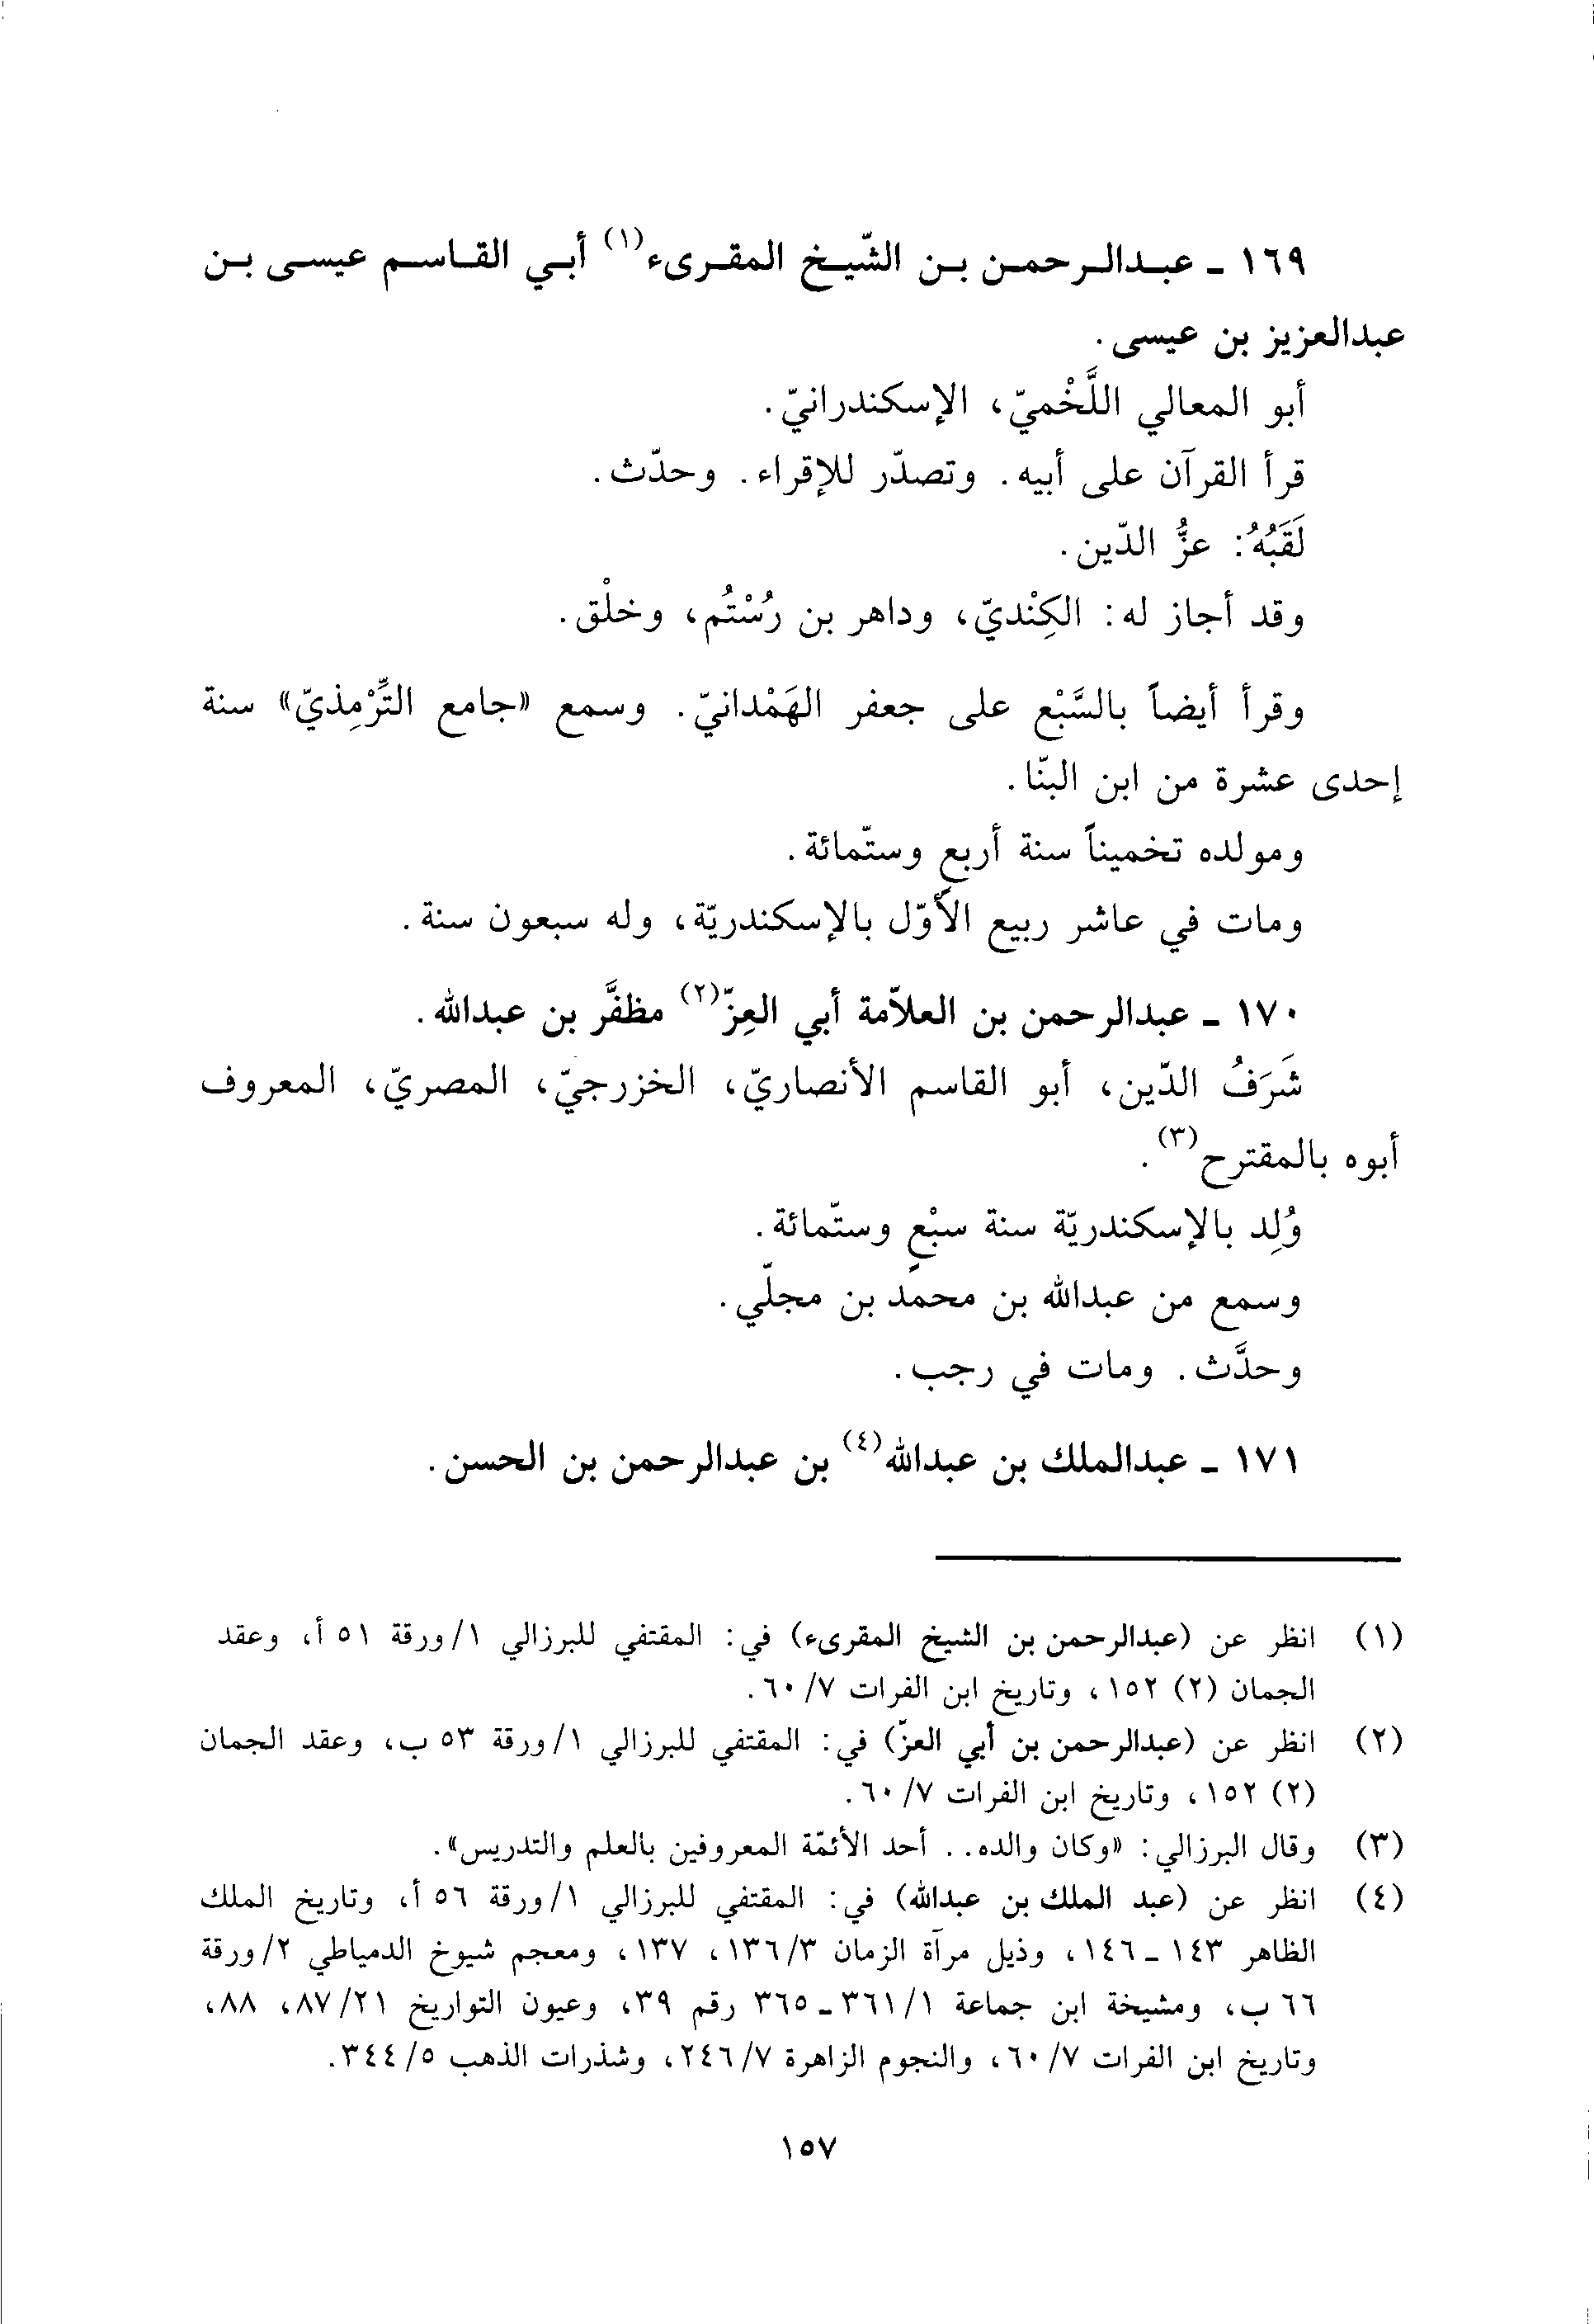 ١٦٩ ـ عبدالرحمن بن الشّيخ المقرىء(١) أبي القاسم عيسى بن
عبدالعزيز بن عيسى.
أبو المعالي اللَّخْميّ، الإسكندرانيّ.
قرأ القرآن على أبيه. وتصدّر للإقراء. وحدّث.
لَقَبُهُ: عزُّ الدّين.
وقد أجاز له: الكِنْديّ، وداهر بن رُسْتُم، وخلْق.
وقرأ أيضاً بالسَّبْع على جعفر الهَمْدانيّ. وسمع «جامع التِّرْمِذيّ» سنة
إحدى عشرة من ابن البنّا.
ومولده تخميناً سنة أربع وستّمائة.
ومات في عاشر ربيع الأوّل بالإسكندريّة، وله سبعون سنة.
١٧٠ ـ عبدالرحمن بن العلاّمة أبي العِزّ(٢) مظفَّر بن عبدالله.
شَرَفُ الدّين، أبو القاسم الأنصاريّ، الخزرجيّ، المصريّ، المعروف
أبوه بالمقترح(٣).
وُلِد بالإسكندريّة سنة سبْعٍ وستّمائة.
وسمع من عبدالله بن محمد بن مجلّي.
وحدَّث. ومات في رجب.
١٧١ ـ عبدالملك بن عبدالله(٤) بن عبدالرحمن بن الحسن.
(١) انظر عن (عبدالرحمن بن الشيخ المقرىء) في: المقتفي للبرزالي ١/ورقة ٥١ أ، وعقد
الجمان (٢) ١٥٢، وتاريخ ابن الفرات ٧/ ٦٠.
(٢) انظر عن (عبدالرحمن بن أبي العزّ) في: المقتفي للبرزالي ١/ورقة ٥٣ ب، وعقد الجمان
(٢) ١٥٢، وتاريخ ابن الفرات ٧/ ٦٠.
(٣) وقال البرزالي: «وكان والده.. أحد الأئمّة المعروفين بالعلم والتدريس».
(٤) انظر عن (عبد الملك بن عبدالله) في: المقتفي للبرزالي ١/ورقة ٥٦ أ، وتاريخ الملك
الظاهر ١٤٣ ـ ١٤٦، وذيل مرآة الزمان ٣/ ١٣٦، ١٣٧، ومعجم شيوخ الدمياطي ٢/ورقة
٦٦ ب، ومشيخة ابن جماعة ١/ ٣٦١ ـ ٣٦٥ رقم ٣٩، وعيون التواريخ ٢١/ ٨٧، ٨٨،
وتاريخ ابن الفرات ٧/ ٦٠، والنجوم الزاهرة ٧/ ٢٤٦، وشذرات الذهب ٥/ ٣٤٤.
١٥٧